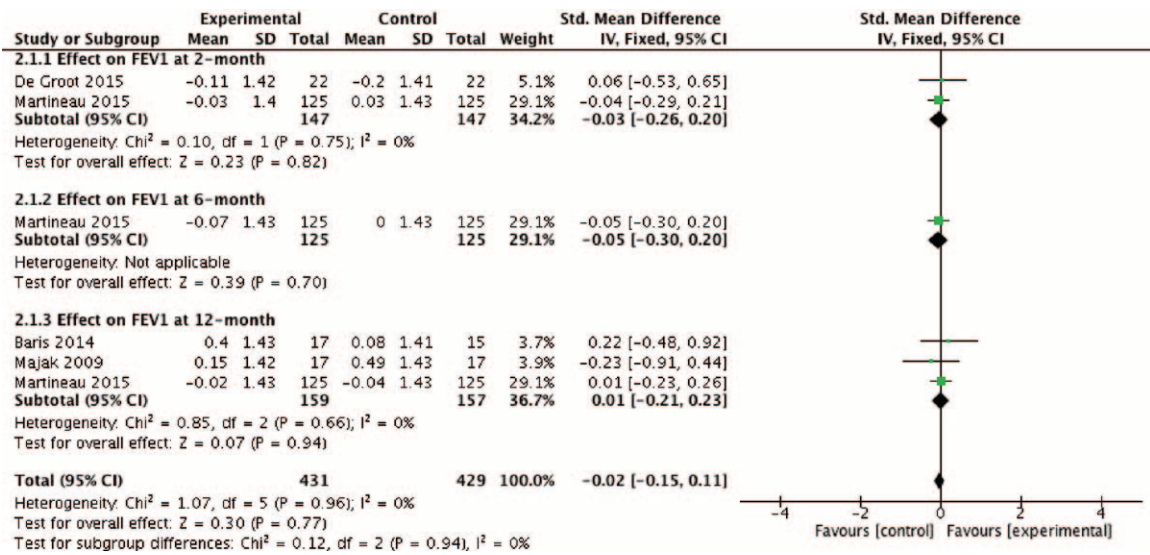 Experimental Control Std. Mean Difference Std. Mean Difference
Study or Subgroup Mean SD Total Mean SD Total Weight IV, Fixed, 95% CI IV, Fixed, 95% CI
2.1.1 Effect on FEV1 at 2-month
De Groot 2015 -0.11 1.42 22 -0.2 1.41 22 5.1% 0.06 [-0.53, 0.65]
Martineau 2015 -0.03 1.4 125 0.03 1.43 125 29.1% -0.04 [-0.29, 0.21]
Subtotal (95% CI) 147 147 34.2% -0.03 [-0.26, 0.20]
Heterogeneity: Chi² = 0.10, df = 1 (P = 0.75); I² = 0%
Test for overall effect: Z = 0.23 (P = 0.82)
2.1.2 Effect on FEV1 at 6-month
Martineau 2015 -0.07 1.43 125 0 1.43 125 29.1% -0.05 [-0.30, 0.20]
Subtotal (95% CI) 125 125 29.1% -0.05 [-0.30, 0.20]
Heterogeneity: Not applicable
Test for overall effect: Z = 0.39 (P = 0.70)
2.1.3 Effect on FEV1 at 12-month
Baris 2014 0.4 1.43 17 0.08 1.41 15 3.7% 0.22 [-0.48, 0.92]
Majak 2009 0.15 1.42 17 0.49 1.43 17 3.9% -0.23 [-0.91, 0.44]
Martineau 2015 -0.02 1.43 125 -0.04 1.43 125 29.1% 0.01 [-0.23, 0.26]
Subtotal (95% CI) 159 157 36.7% 0.01 [-0.21, 0.23]
Heterogeneity: Chi² = 0.85, df = 2 (P = 0.66); I² = 0%
Test for overall effect: Z = 0.07 (P = 0.94)
Total (95% CI) 431 429 100.0% -0.02 [-0.15, 0.11]
Heterogeneity: Chi² = 1.07, df = 5 (P = 0.96); I² = 0%
Test for overall effect: Z = 0.30 (P = 0.77)
Test for subgroup differences: Chi² = 0.12, df = 2 (P = 0.94), I² = 0%
-4 -2 0 2 4
Favours [control] Favours [experimental]